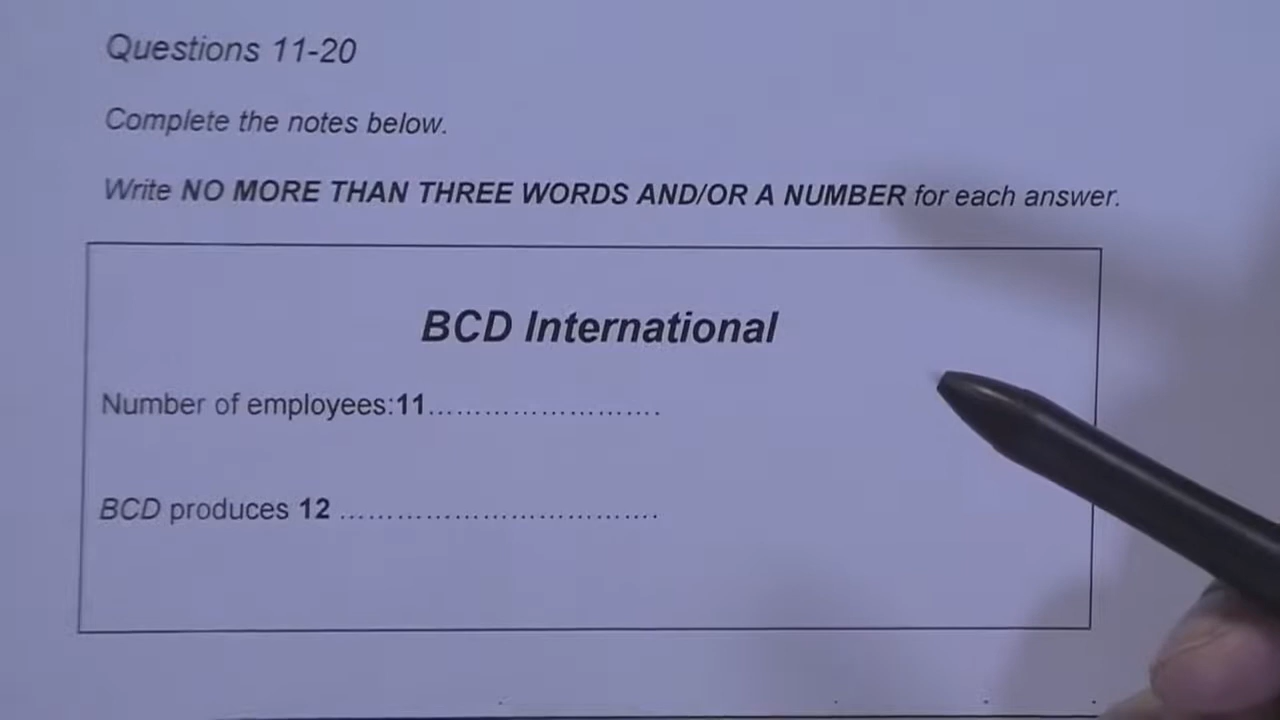 Questions 11-20
Complete the notes below.
Write NO MORE THAN THREE WORDS AND/OR A NUMBER for each answer.
BCD International
Number of employees:11…………………….
BCD produces 12 …………………………….